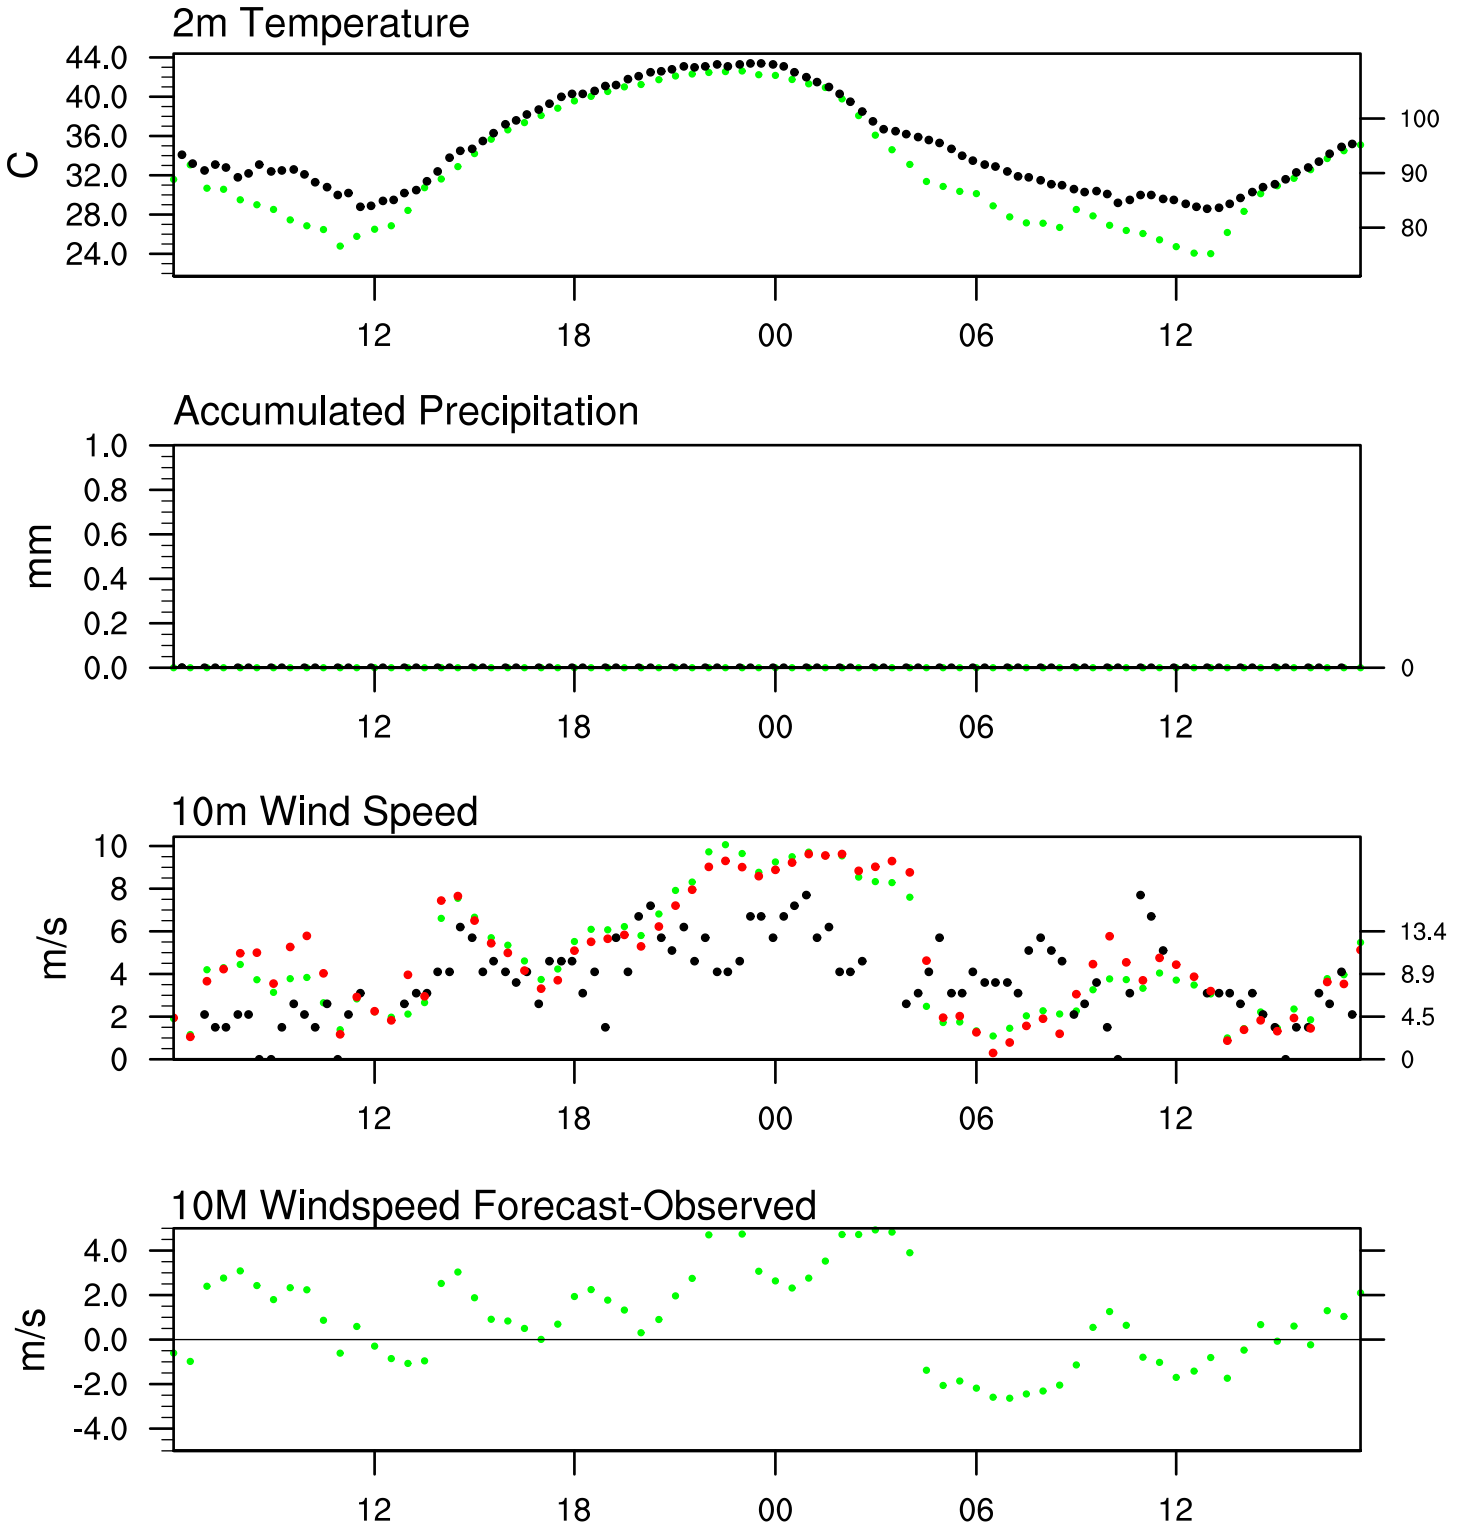 2m Temperature
44.0
40.0
36.0
32.0
28.0
24.0
C
100
90
80
12 18 00 06 12
Accumulated Precipitation
1.0
0.8
0.6
0.4
0.2
0.0
mm
0
12 18 00 06 12
10m Wind Speed
10
8
6
4
2
0
m/s
13.4
8.9
4.5
0
12 18 00 06 12
10M Windspeed Forecast-Observed
4.0
2.0
0.0
-2.0
-4.0
m/s
12 18 00 06 12